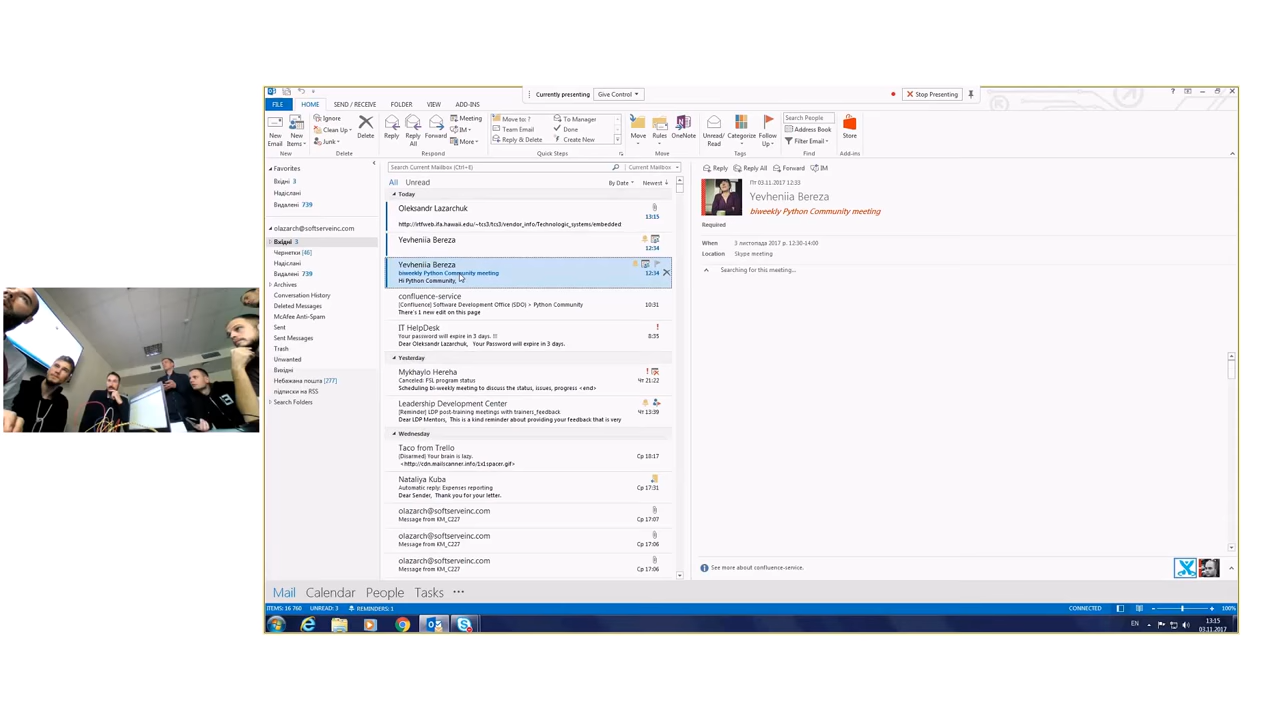 Currently presenting
Give Control
Stop Presenting
FILE
HOME
SEND / RECEIVE
FOLDER
VIEW
ADD-INS
New Email
New Items
New
Ignore
Clean Up
Junk
Delete
Delete
Reply
Reply All
Forward
Meeting
IM
More
Respond
Move to: ?
Team Email
Reply & Delete
To Manager
Done
Create New
Quick Steps
Move
Rules
OneNote
Move
Unread/ Read
Categorize
Follow Up
Tags
Search People
Address Book
Filter Email
Find
Store
Add-ins
Favorites
Вхідні 3
Надіслані
Видалені 739
olazarch@softserveinc.com
Вхідні 3
Чернетки [46]
Надіслані
Видалені 739
Archives
Conversation History
Deleted Messages
McAfee Anti-Spam
Sent
Sent Messages
Trash
Unwanted
Вихідні
Небажана пошта [277]
підписки на RSS
Search Folders
Search Current Mailbox (Ctrl+E)
Current Mailbox
All Unread
By Date
Newest
Today
Oleksandr Lazarchuk
13:15
http://irtfweb.ifa.hawaii.edu/~tcs3/tcs3/vendor_info/Technologic_systems/embedded
Yevheniia Bereza
12:34
Yevheniia Bereza
biweekly Python Community meeting
12:34
Hi Python Community,
confluence-service
[Confluence] Software Development Office (SDO) > Python Community
10:31
There's 1 new edit on this page
IT HelpDesk
Your password will expire in 3 days. !!!
8:35
Dear Oleksandr Lazarchuk, Your Password will expire in 3 days.
Yesterday
Mykhaylo Hereha
Canceled: FSL program status
Чт 21:22
Scheduling bi-weekly meeting to discuss the status, issues, progress <end>
Leadership Development Center
[Reminder] LDP post-training meetings with trainers_feedback.
Чт 13:39
Dear LDP Mentors, This is a kind reminder about providing your feedback that is very
Wednesday
Taco from Trello
[Disarmed] Your brain is lazy.
Ср 18:17
<http://cdn.mailscanner.info/1x1spacer.gif>
Nataliya Kuba
Automatic reply: Expenses reporting
Ср 17:31
Dear Sender, Thank you for your letter.
olazarch@softserveinc.com
Message from KM_C227
Ср 17:07
olazarch@softserveinc.com
Message from KM_C227
Ср 17:06
olazarch@softserveinc.com
Message from KM_C227
Ср 17:06
Reply
Reply All
Forward
IM
Пт 03.11.2017 12:33
Yevheniia Bereza
biweekly Python Community meeting
Required
When 3 листопада 2017 р. 12:30-14:00
Location Skype meeting
Searching for this meeting...
See more about confluence-service.
Mail Calendar People Tasks
ITEMS: 16 760 UNREAD: 3 REMINDERS: 1
CONNECTED
100%
EN
13:15
03.11.2017